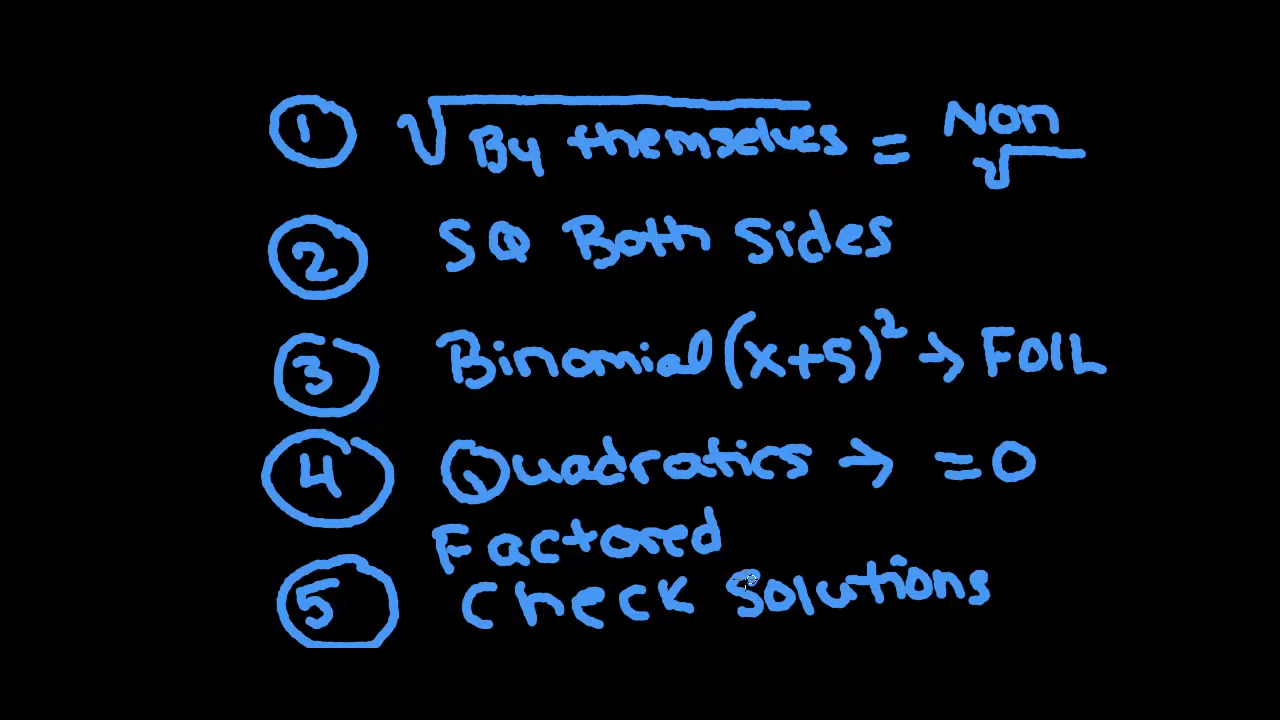 ① √By themselves = Non √
② SQ Both Sides
③ Binomial (x+5)² → FOIL
④ Quadratics → = 0
Factored
⑤ Check Solutions